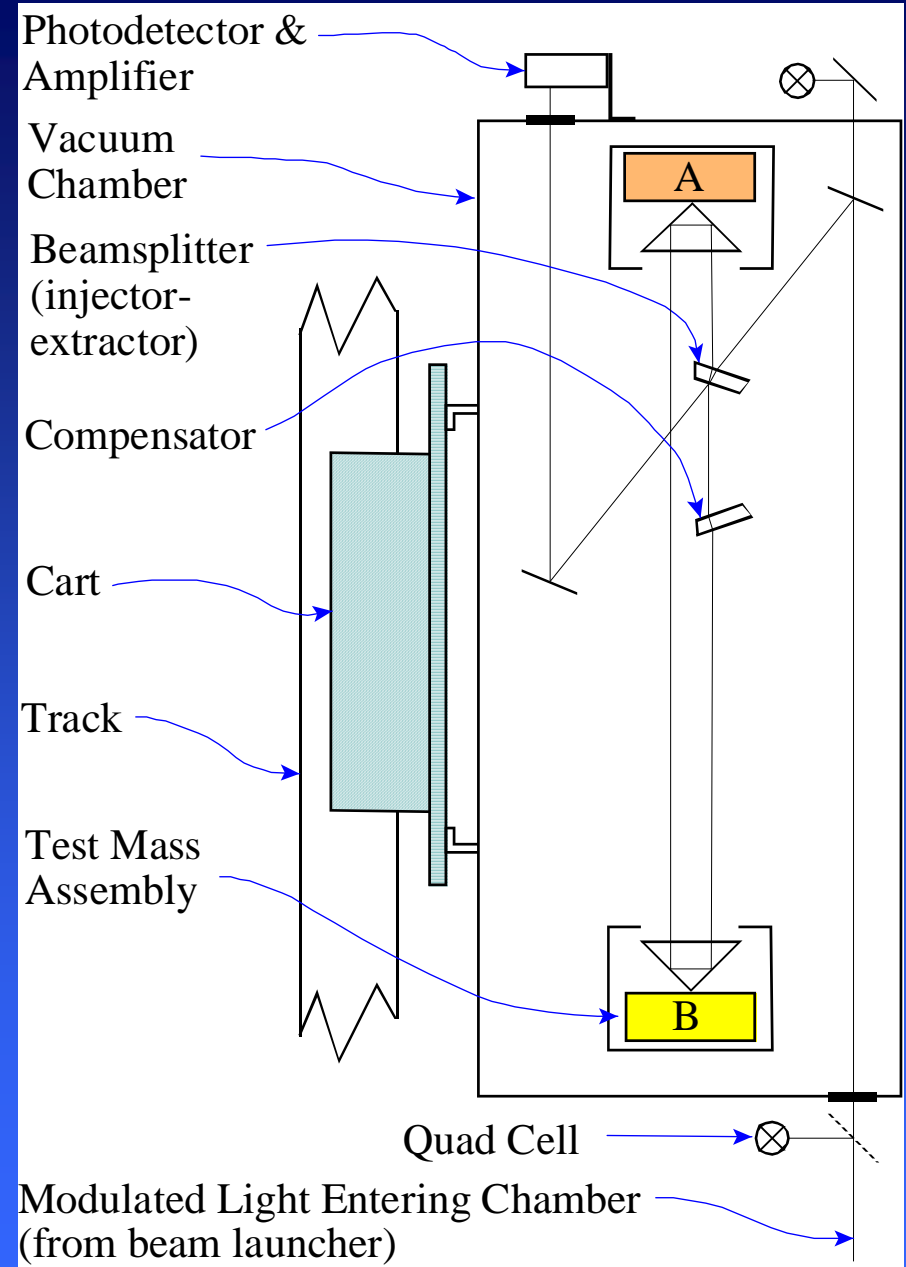 Photodetector &
Amplifier
Vacuum
Chamber
A
Beamsplitter
(injector-
extractor)
Compensator
Cart
Track
Test Mass
Assembly
B
Quad Cell
Modulated Light Entering Chamber
(from beam launcher)